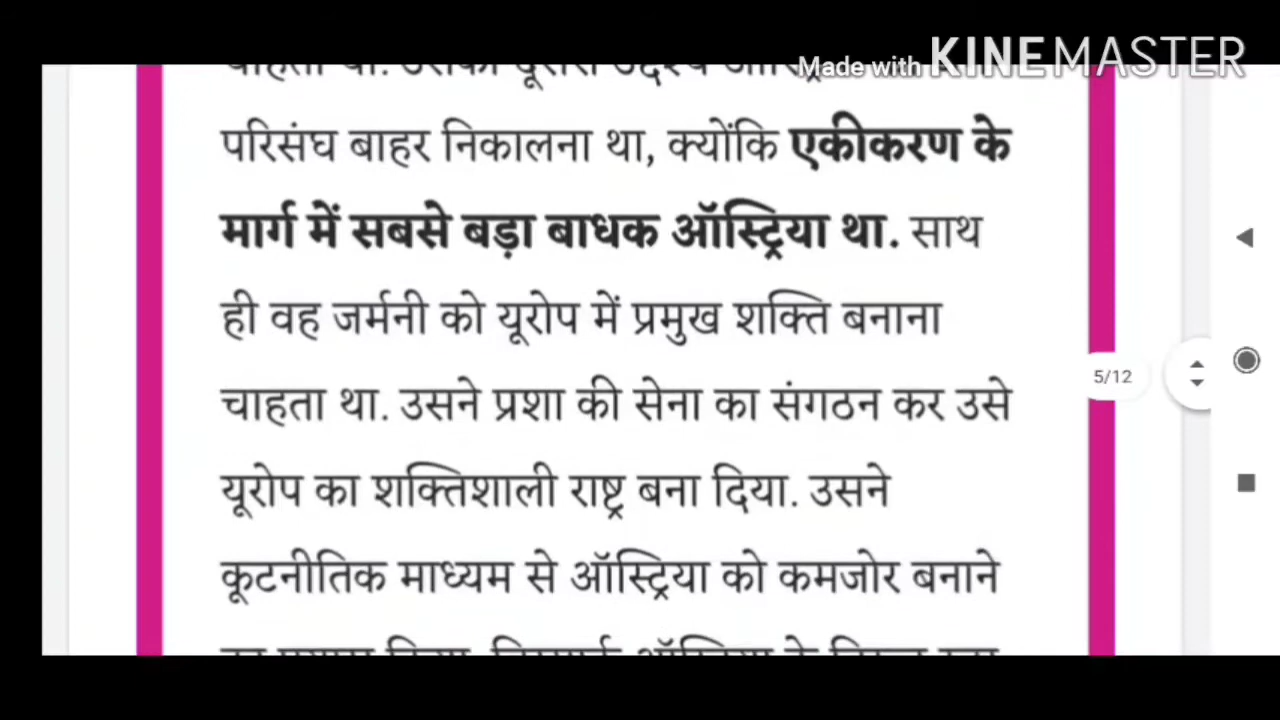 Made with KINEMASTER
परिसंघ बाहर निकालना था, क्योंकि एकीकरण के
मार्ग में सबसे बड़ा बाधक ऑस्ट्रिया था. साथ
ही वह जर्मनी को यूरोप में प्रमुख शक्ति बनाना
चाहता था. उसने प्रशा की सेना का संगठन कर उसे
5/12
यूरोप का शक्तिशाली राष्ट्र बना दिया. उसने
कूटनीतिक माध्यम से ऑस्ट्रिया को कमजोर बनाने